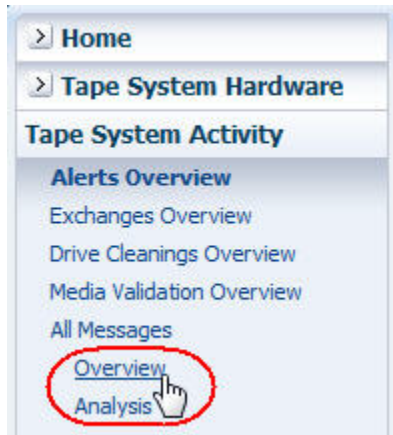 Home
Tape System Hardware
Tape System Activity
Alerts Overview
Exchanges Overview
Drive Cleanings Overview
Media Validation Overview
All Messages
Overview
Analysis